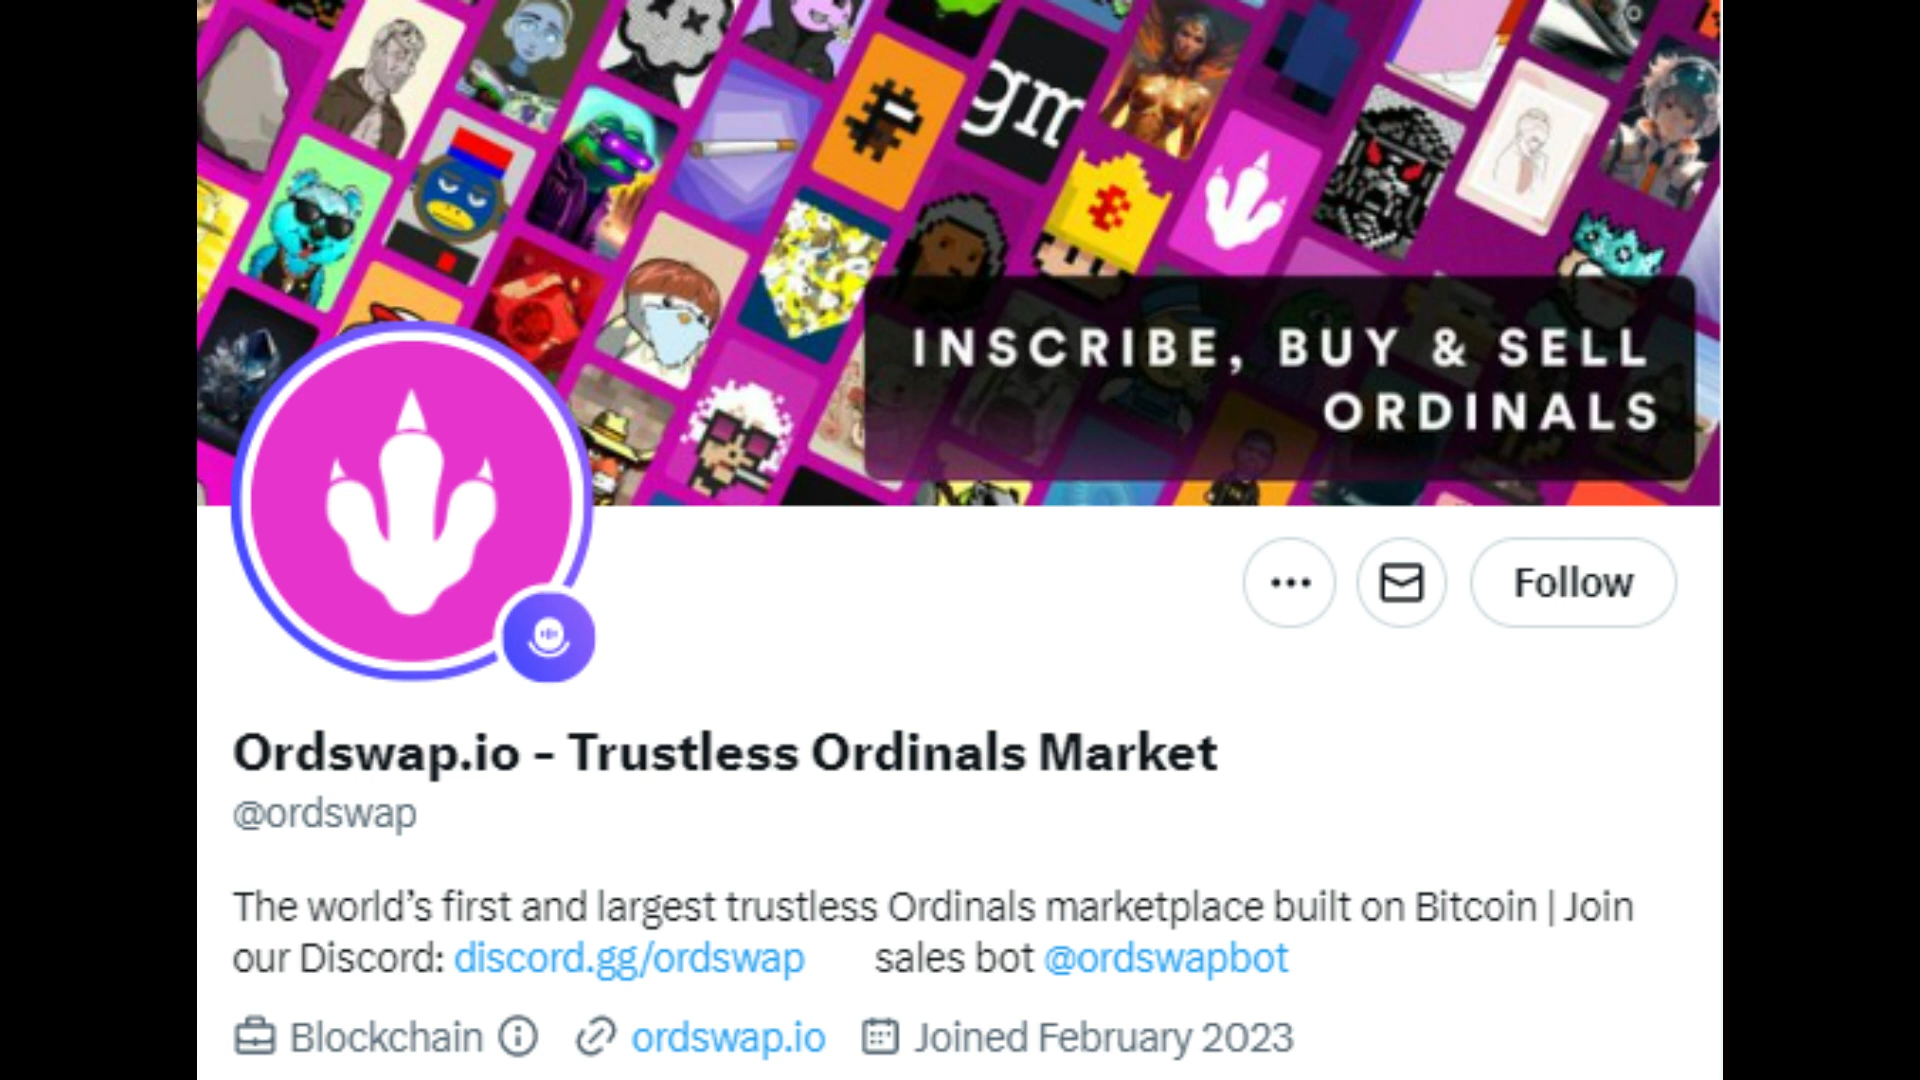 gm
INSCRIBE, BUY & SELL
ORDINALS
Follow
Ordswap.io - Trustless Ordinals Market
@ordswap
The world’s first and largest trustless Ordinals marketplace built on Bitcoin | Join
our Discord: discord.gg/ordswap sales bot @ordswapbot
Blockchain ordswap.io Joined February 2023